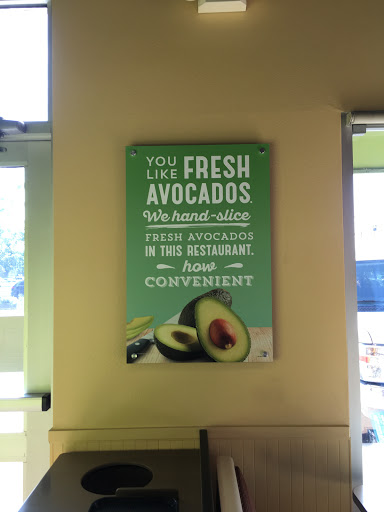 YOU
LIKE FRESH
AVOCADOS.
We hand-slice
FRESH AVOCADOS
IN THIS RESTAURANT.
how
CONVENIENT